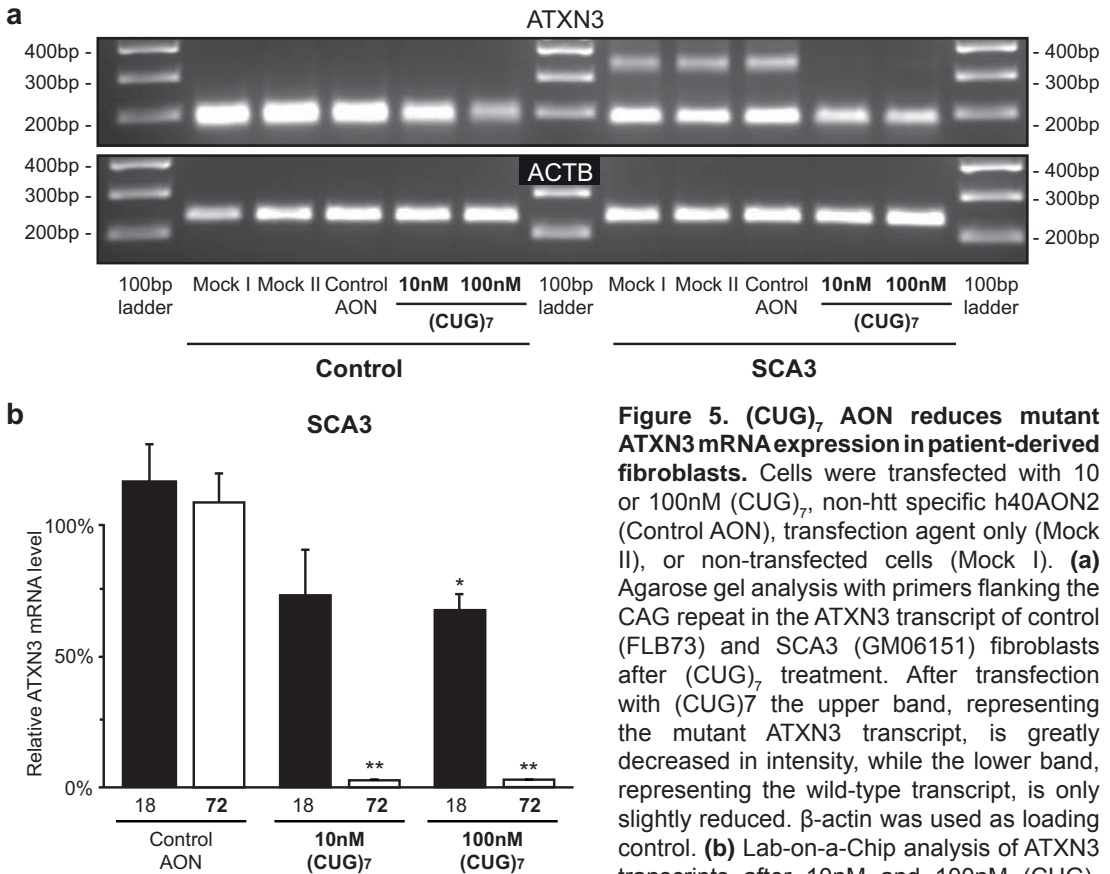 a
ATXN3
400bp - - 400bp
300bp - - 300bp
200bp - - 200bp
ACTB
400bp - - 400bp
300bp - - 300bp
200bp - - 200bp
100bp ladder Mock I Mock II Control AON 10nM 100nM 100bp ladder Mock I Mock II Control AON 10nM 100nM 100bp ladder
(CUG)7 (CUG)7
Control SCA3
b
SCA3
Relative ATXN3 mRNA level
100%
50%
0%
* ** **
18 72 18 72 18 72
Control AON 10nM (CUG)7 100nM (CUG)7
Figure 5. (CUG)7 AON reduces mutant
ATXN3 mRNA expression in patient-derived
fibroblasts. Cells were transfected with 10
or 100nM (CUG)7, non-htt specific h40AON2
(Control AON), transfection agent only (Mock
II), or non-transfected cells (Mock I). (a)
Agarose gel analysis with primers flanking the
CAG repeat in the ATXN3 transcript of control
(FLB73) and SCA3 (GM06151) fibroblasts
after (CUG)7 treatment. After transfection
with (CUG)7 the upper band, representing
the mutant ATXN3 transcript, is greatly
decreased in intensity, while the lower band,
representing the wild-type transcript, is only
slightly reduced. β-actin was used as loading
control. (b) Lab-on-a-Chip analysis of ATXN3
transcripts after 10nM and 100nM (CUG)